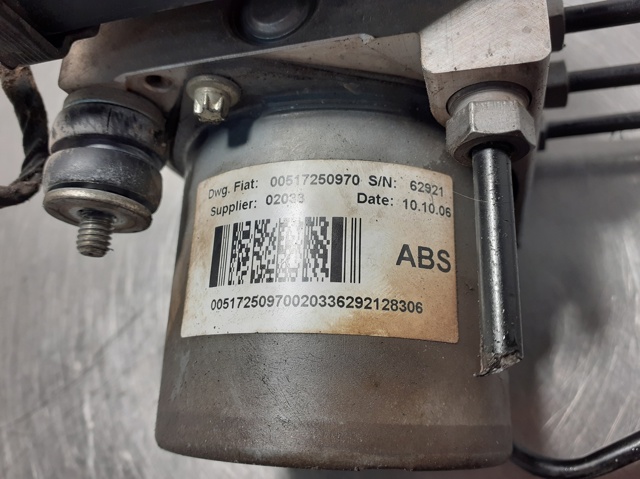 Dwg. Fiat: 00517250970 S/N: 62921
Supplier: 02033 Date: 10.10.06
ABS
00517250970020336292128306